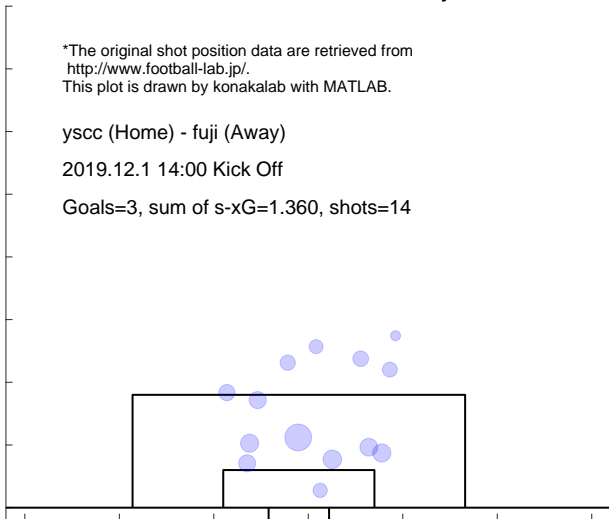 *The original shot position data are retrieved from
http://www.football-lab.jp/.
This plot is drawn by konakalab with MATLAB.
yscc (Home) - fuji (Away)
2019.12.1 14:00 Kick Off
Goals=3, sum of s-xG=1.360, shots=14